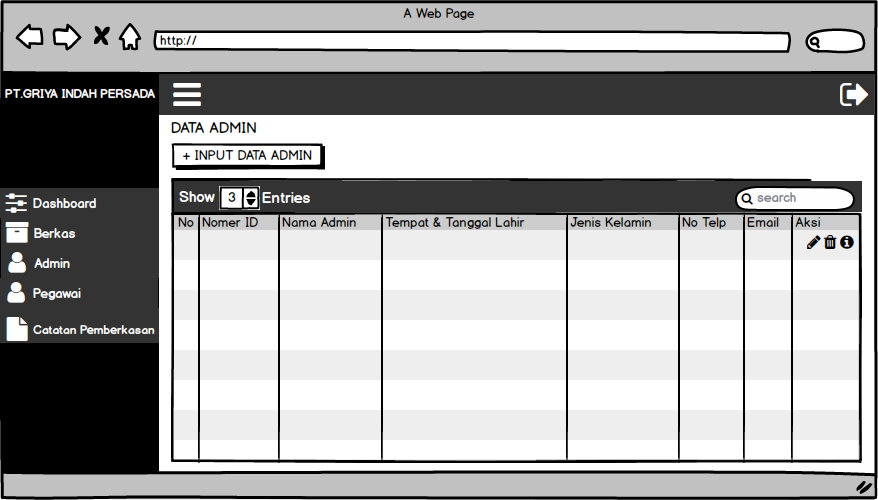 A Web Page
http://
PT.GRIYA INDAH PERSADA
DATA ADMIN
+ INPUT DATA ADMIN
Show 3 Entries
search
No Nomer ID Nama Admin Tempat & Tanggal Lahir Jenis Kelamin No Telp Email Aksi
Dashboard
Berkas
Admin
Pegawai
Catatan Pemberkasan